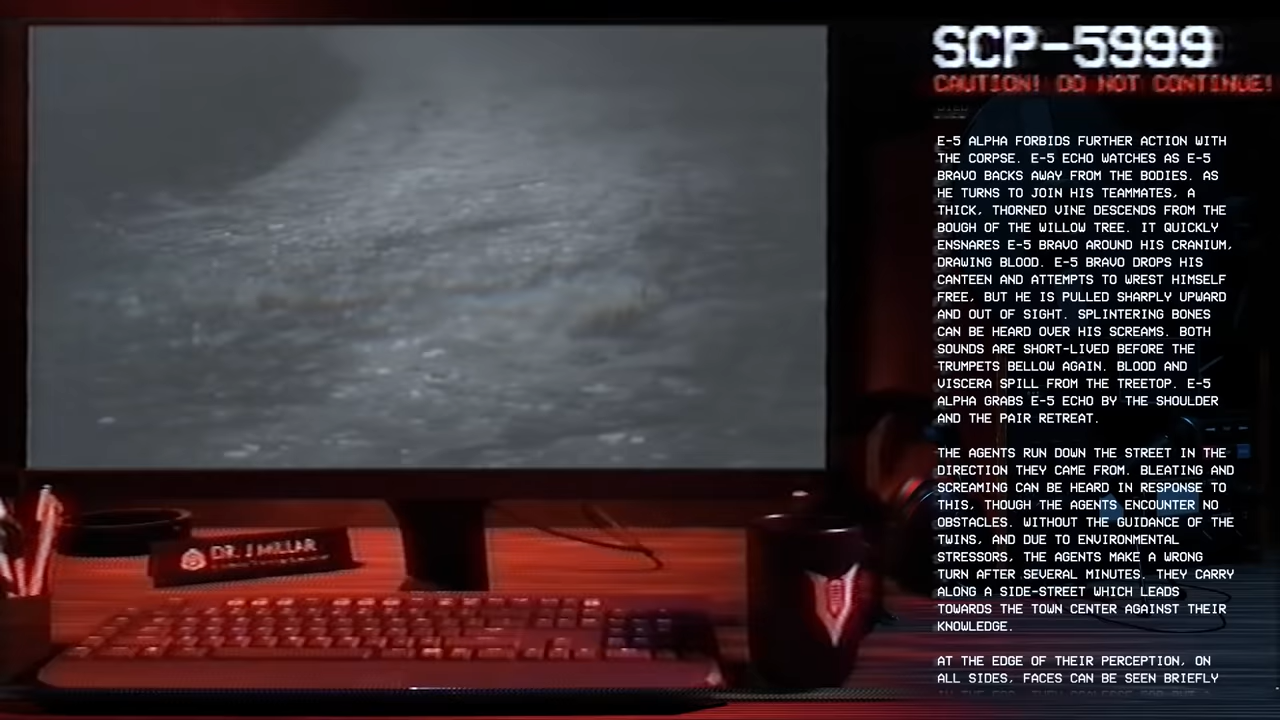 SCP-5999
CAUTION! DO NOT CONTINUE!
E-5 ALPHA FORBIDS FURTHER ACTION WITH
THE CORPSE. E-5 ECHO WATCHES AS E-5
BRAVO BACKS AWAY FROM THE BODIES. AS
HE TURNS TO JOIN HIS TEAMMATES, A
THICK, THORNED VINE DESCENDS FROM THE
BOUGH OF THE WILLOW TREE. IT QUICKLY
ENSNARES E-5 BRAVO AROUND HIS CRANIUM,
DRAWING BLOOD. E-5 BRAVO DROPS HIS
CANTEEN AND ATTEMPTS TO WREST HIMSELF
FREE, BUT HE IS PULLED SHARPLY UPWARD
AND OUT OF SIGHT. SPLINTERING BONES
CAN BE HEARD OVER HIS SCREAMS. BOTH
SOUNDS ARE SHORT-LIVED BEFORE THE
TRUMPETS BELLOW AGAIN. BLOOD AND
VISCERA SPILL FROM THE TREETOP. E-5
ALPHA GRABS E-5 ECHO BY THE SHOULDER
AND THE PAIR RETREAT.
THE AGENTS RUN DOWN THE STREET IN THE
DIRECTION THEY CAME FROM. BLEATING AND
SCREAMING CAN BE HEARD IN RESPONSE TO
THIS, THOUGH THE AGENTS ENCOUNTER NO
OBSTACLES. WITHOUT THE GUIDANCE OF THE
TWINS, AND DUE TO ENVIRONMENTAL
STRESSORS, THE AGENTS MAKE A WRONG
TURN AFTER SEVERAL MINUTES. THEY CARRY
ALONG A SIDE-STREET WHICH LEADS
TOWARDS THE TOWN CENTER AGAINST THEIR
KNOWLEDGE.
AT THE EDGE OF THEIR PERCEPTION, ON
ALL SIDES, FACES CAN BE SEEN BRIEFLY
DR. J MILLAR